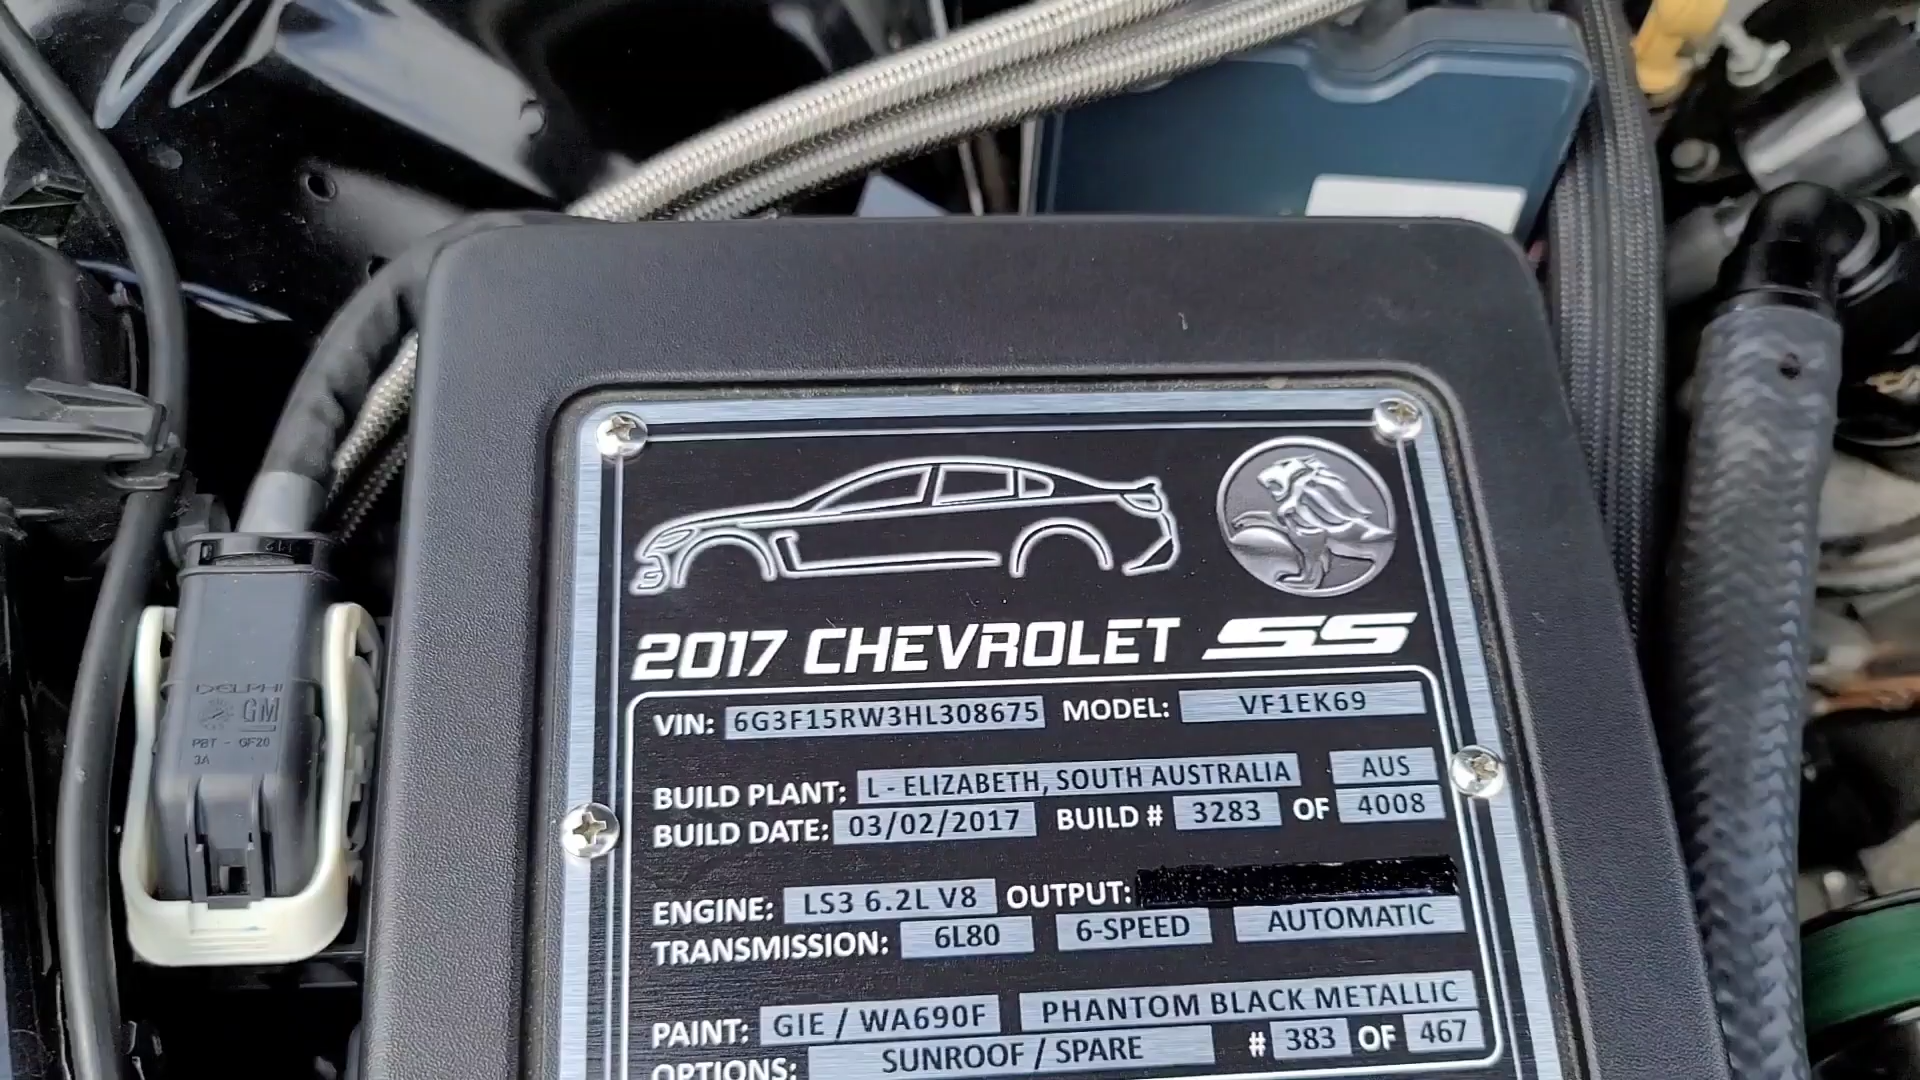 2017 CHEVROLET SS
VIN: 6G3F15RW3HL308675 MODEL: VF1EK69
BUILD PLANT: L - ELIZABETH, SOUTH AUSTRALIA AUS
BUILD DATE: 03/02/2017 BUILD # 3283 OF 4008
ENGINE: LS3 6.2L V8 OUTPUT:
TRANSMISSION: 6L80 6-SPEED AUTOMATIC
PAINT: GIE / WA690F PHANTOM BLACK METALLIC
OPTIONS: SUNROOF / SPARE # 383 OF 467
DELPHI
GM
PBT - GF20
3A